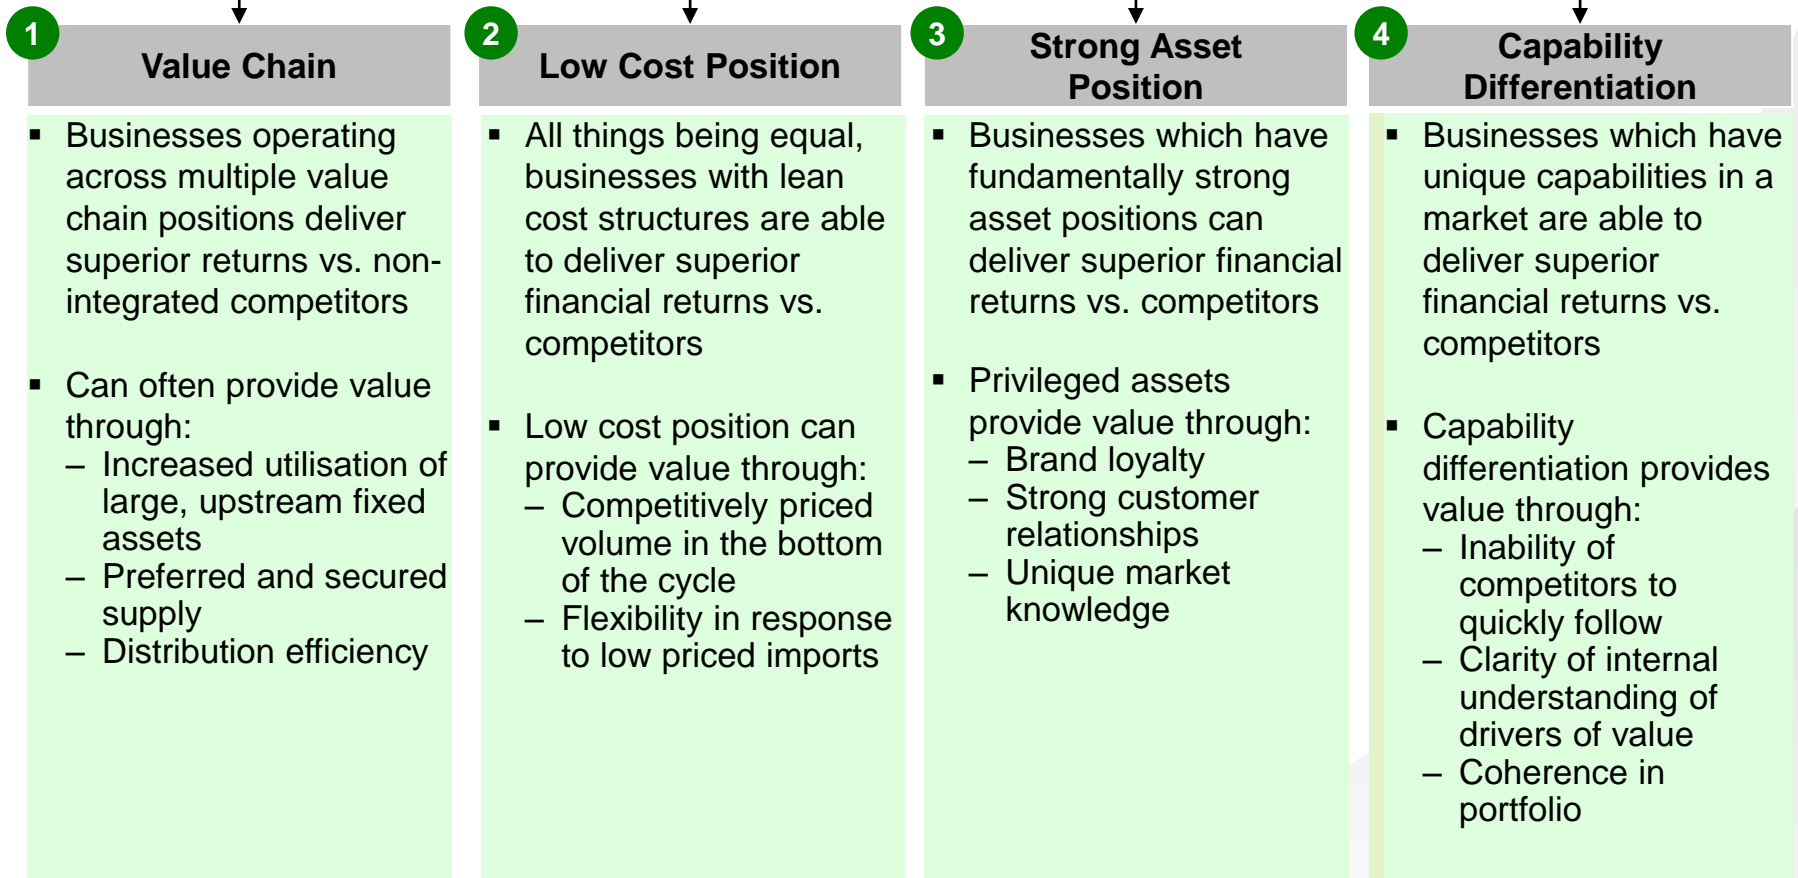 1
Value Chain
▪ Businesses operating
across multiple value
chain positions deliver
superior returns vs. non-
integrated competitors
▪ Can often provide value
through:
– Increased utilisation of
large, upstream fixed
assets
– Preferred and secured
supply
– Distribution efficiency
2
Low Cost Position
▪ All things being equal,
businesses with lean
cost structures are able
to deliver superior
financial returns vs.
competitors
▪ Low cost position can
provide value through:
– Competitively priced
volume in the bottom
of the cycle
– Flexibility in response
to low priced imports
3
Strong Asset
Position
▪ Businesses which have
fundamentally strong
asset positions can
deliver superior financial
returns vs. competitors
▪ Privileged assets
provide value through:
– Brand loyalty
– Strong customer
relationships
– Unique market
knowledge
4
Capability
Differentiation
▪ Businesses which have
unique capabilities in a
market are able to
deliver superior
financial returns vs.
competitors
▪ Capability
differentiation provides
value through:
– Inability of
competitors to
quickly follow
– Clarity of internal
understanding of
drivers of value
– Coherence in
portfolio